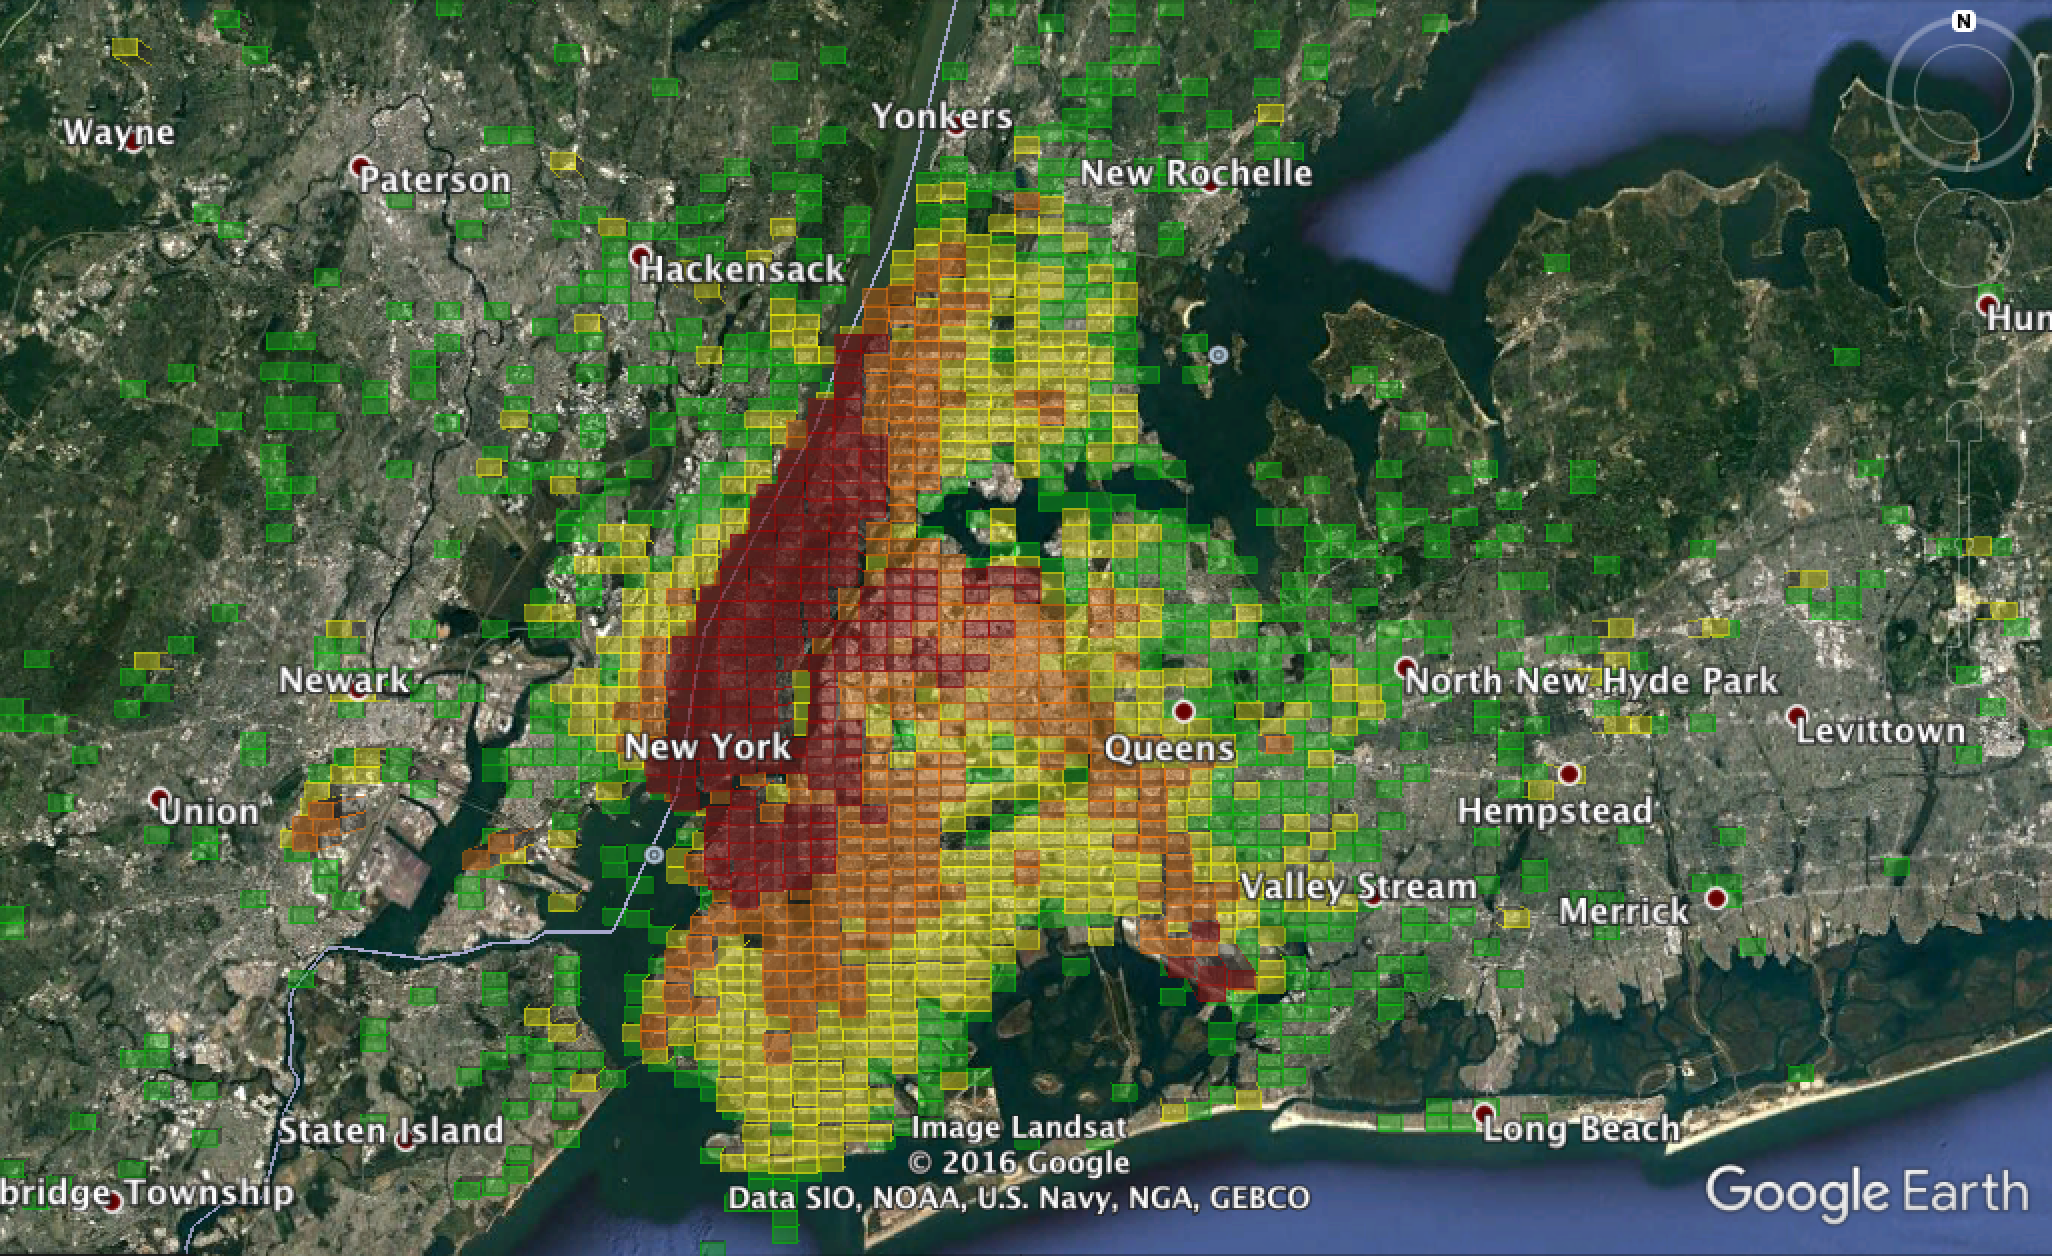 N
Yonkers
Wayne
New Rochelle
Paterson
Hackensack
Hun
Newark
North New Hyde Park
Levittown
New York
Queens
Union
Hempstead
Valley Stream
Merrick
Staten Island
Image Landsat
Long Beach
© 2016 Google
bridge Township
Data SIO, NOAA, U.S. Navy, NGA, GEBCO
Google Earth